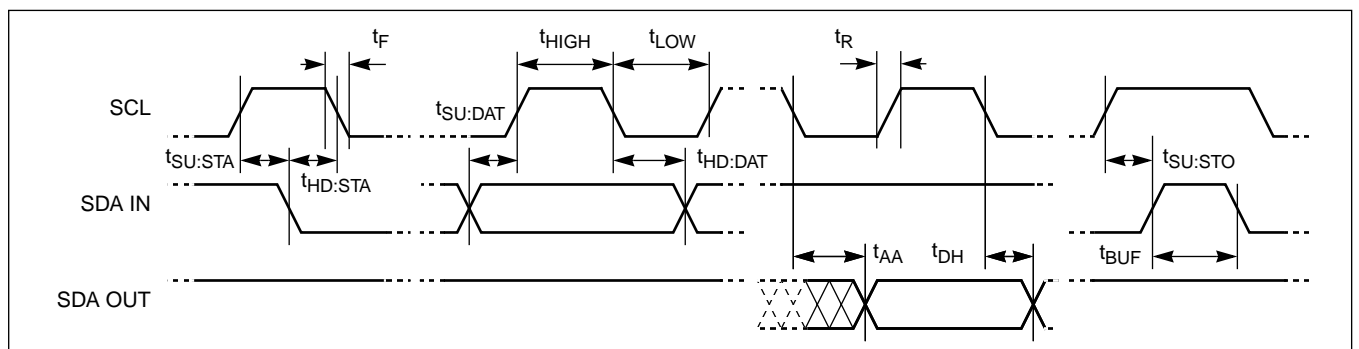 tF
tHIGH
tLOW
tR
SCL
tSU:DAT
tSU:STA
tHD:STA
tHD:DAT
tSU:STO
SDA IN
tAA
tDH
tBUF
SDA OUT